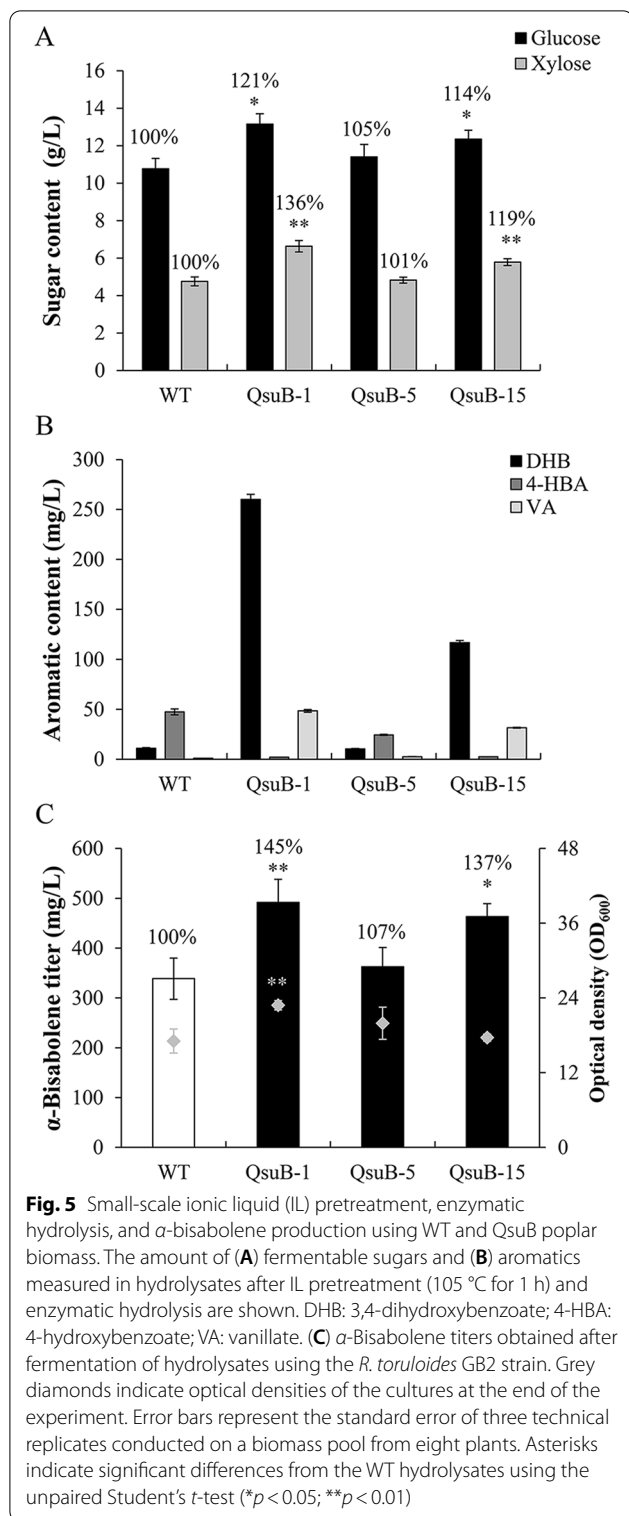 A
Glucose
Xylose
Sugar content (g/L)
16
14
12
10
8
6
4
2
0
100%
100%
121%
*
136%
**
105%
101%
114%
*
119%
**
WT QsuB-1 QsuB-5 QsuB-15
B
DHB
4-HBA
VA
Aromatic content (mg/L)
300
250
200
150
100
50
0
WT QsuB-1 QsuB-5 QsuB-15
C
α-Bisabolene titer (mg/L)
600
500
400
300
200
100
0
100%
145%
**
**
107%
137%
*
48
36
24
12
0
Optical density (OD600)
WT QsuB-1 QsuB-5 QsuB-15
Fig. 5 Small-scale ionic liquid (IL) pretreatment, enzymatic
hydrolysis, and α-bisabolene production using WT and QsuB poplar
biomass. The amount of (A) fermentable sugars and (B) aromatics
measured in hydrolysates after IL pretreatment (105 °C for 1 h) and
enzymatic hydrolysis are shown. DHB: 3,4-dihydroxybenzoate; 4-HBA:
4-hydroxybenzoate; VA: vanillate. (C) α-Bisabolene titers obtained after
fermentation of hydrolysates using the R. toruloides GB2 strain. Grey
diamonds indicate optical densities of the cultures at the end of the
experiment. Error bars represent the standard error of three technical
replicates conducted on a biomass pool from eight plants. Asterisks
indicate significant differences from the WT hydrolysates using the
unpaired Student's t-test (*p < 0.05; **p < 0.01)